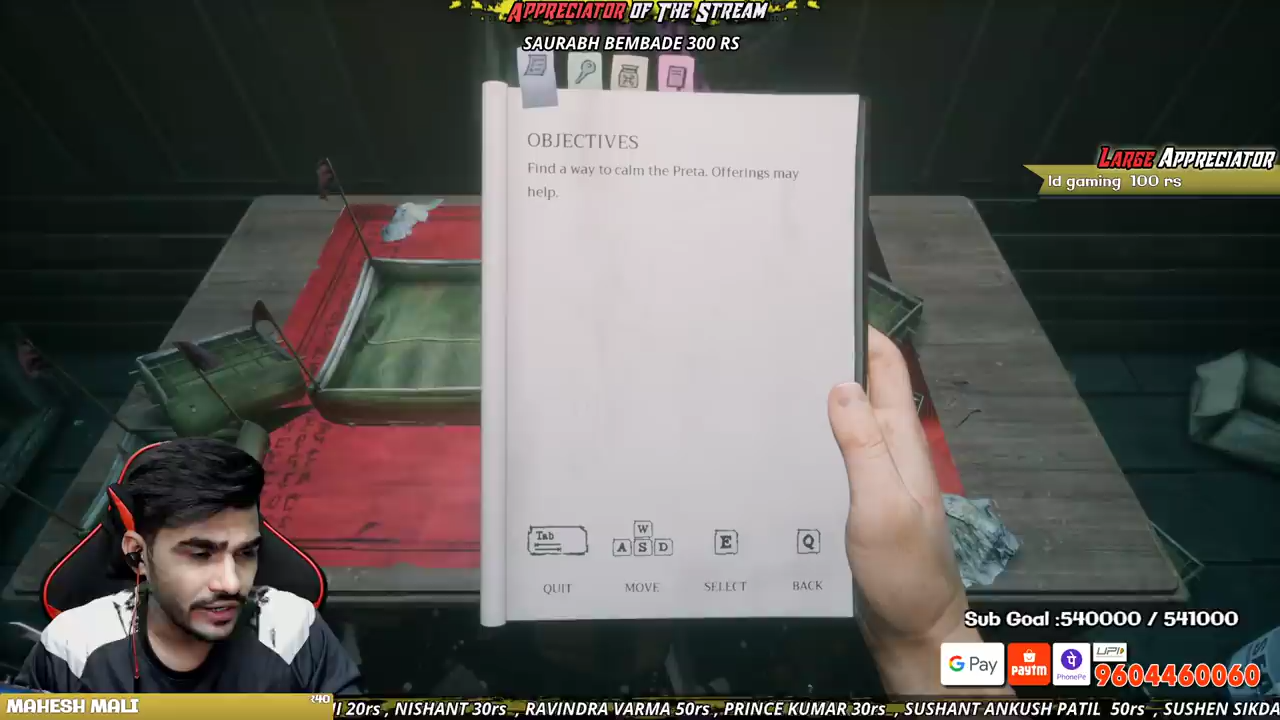 APPRECIATOR OF THE STREAM
SAURABH BEMBADE 300 RS
OBJECTIVES
Find a way to calm the Preta. Offerings may
help.
LARGE APPRECIATOR
ld gaming 100 rs
Tab
W
A S D
E
Q
QUIT
MOVE
SELECT
BACK
Sub Goal :540000 / 541000
G Pay
paytm
PhonePe
UPI
9604460060
MAHESH MALI
₹40
I 20rs , NISHANT 30rs , RAVINDRA VARMA 50rs , PRINCE KUMAR 30rs , SUSHANT ANKUSH PATIL 50rs SUSHEN SIKDA